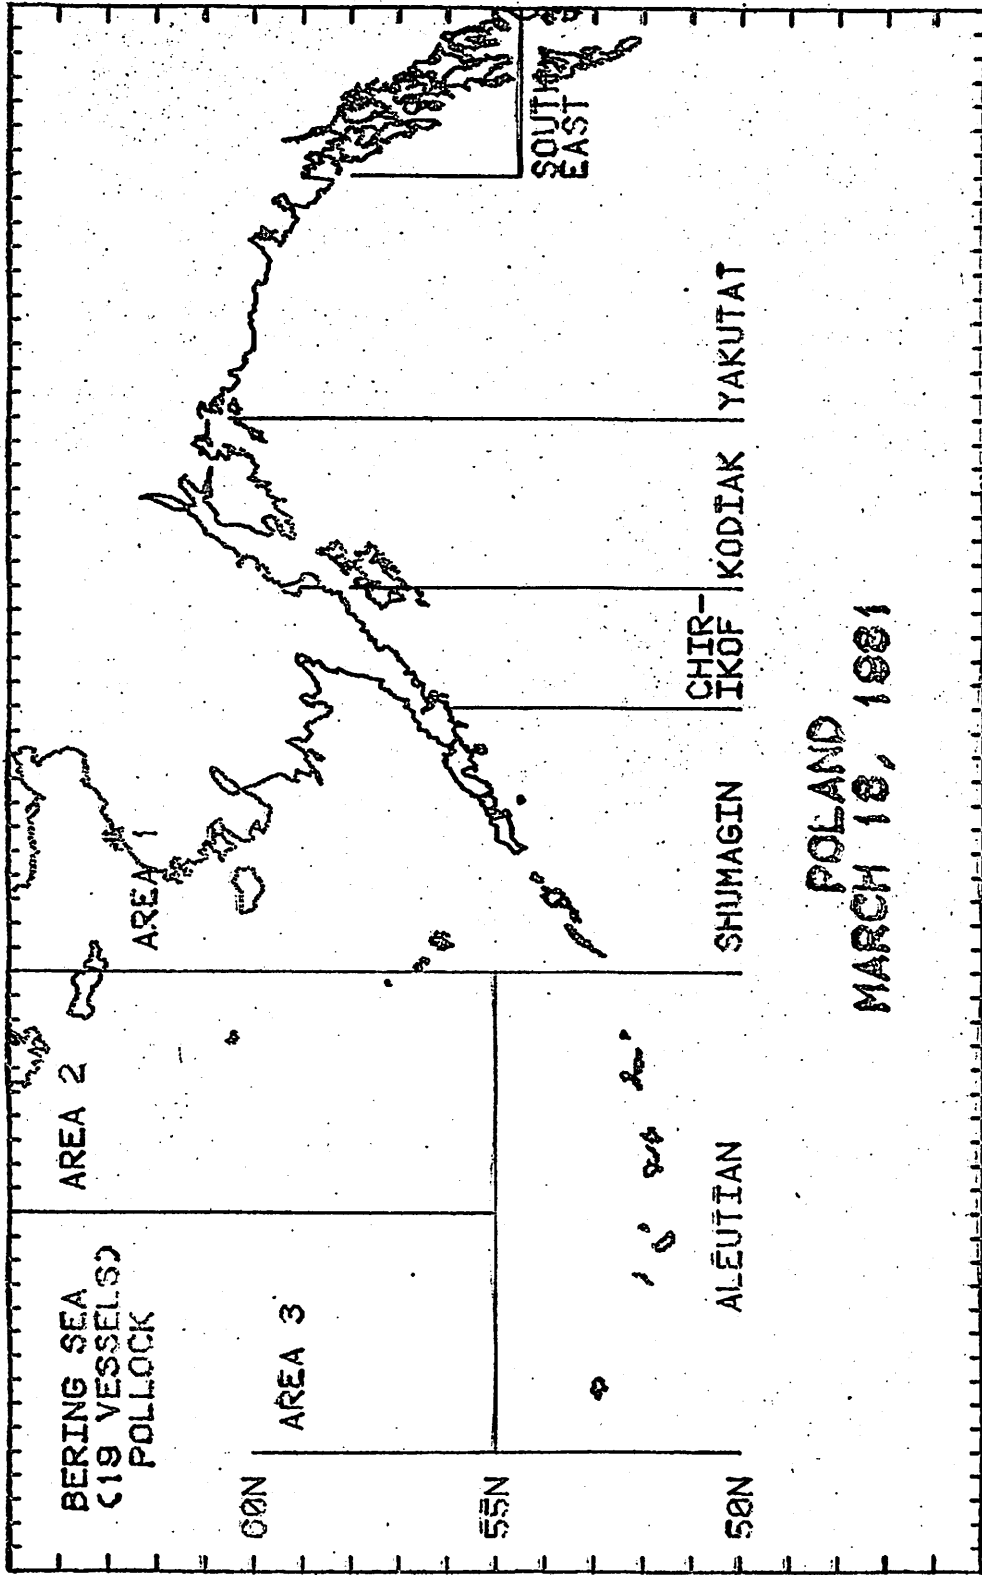 BERING SEA
(19 VESSELS)
POLLOCK
AREA 2
AREA 1
AREA 3
60N
55N
50N
ALEUTIAN
SHUMAGIN
CHIR-
IKOF
KODIAK
YAKUTAT
SOUTH
EAST
POLAND
MARCH 18, 1981